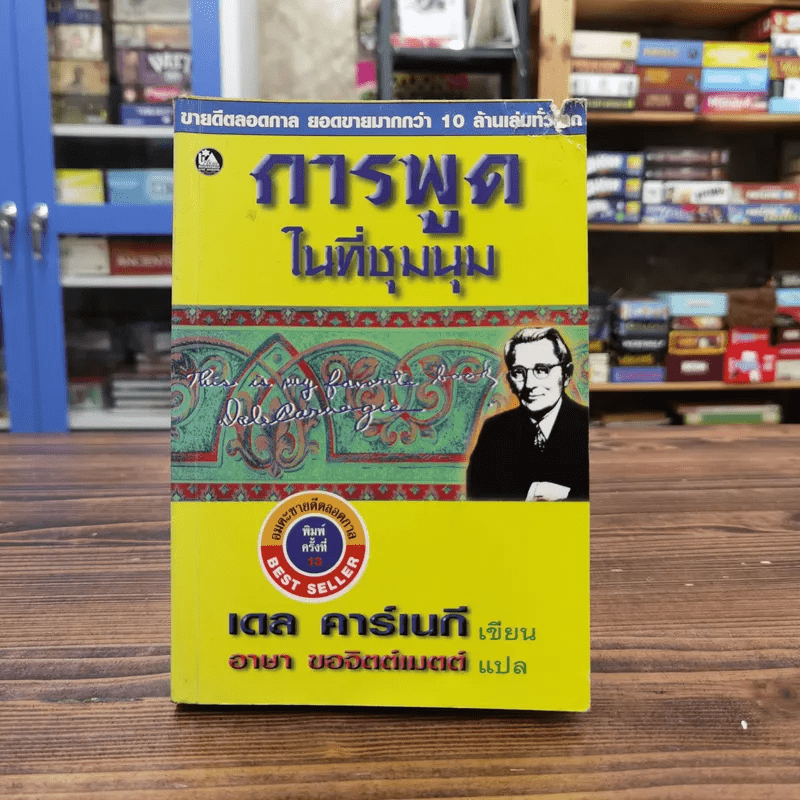 ขายดีตลอดกาล ยอดขายมากกว่า 10 ล้านเล่มทั่วโลก
การพูด
ในที่ชุมนุม
This is my favorite book
Dale Carnegie
อมตะขายดีตลอดกาล
พิมพ์
ครั้งที่
13
BEST SELLER
เดล คาร์เนกี เขียน
อาษา ขอจิตต์เมตต์ แปล